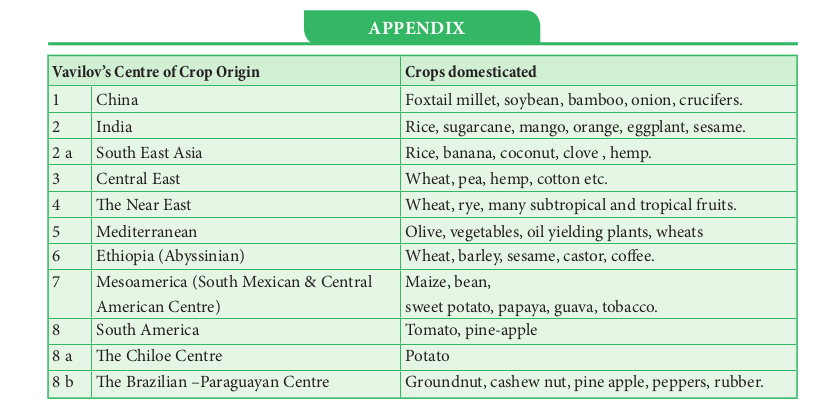 APPENDIX
Vavilov's Centre of Crop Origin Crops domesticated
1 China Foxtail millet, soybean, bamboo, onion, crucifers.
2 India Rice, sugarcane, mango, orange, eggplant, sesame.
2 a South East Asia Rice, banana, coconut, clove , hemp.
3 Central East Wheat, pea, hemp, cotton etc.
4 The Near East Wheat, rye, many subtropical and tropical fruits.
5 Mediterranean Olive, vegetables, oil yielding plants, wheats
6 Ethiopia (Abyssinian) Wheat, barley, sesame, castor, coffee.
7 Mesoamerica (South Mexican & Central Maize, bean,
American Centre) sweet potato, papaya, guava, tobacco.
8 South America Tomato, pine-apple
8 a The Chiloe Centre Potato
8 b The Brazilian –Paraguayan Centre Groundnut, cashew nut, pine apple, peppers, rubber.